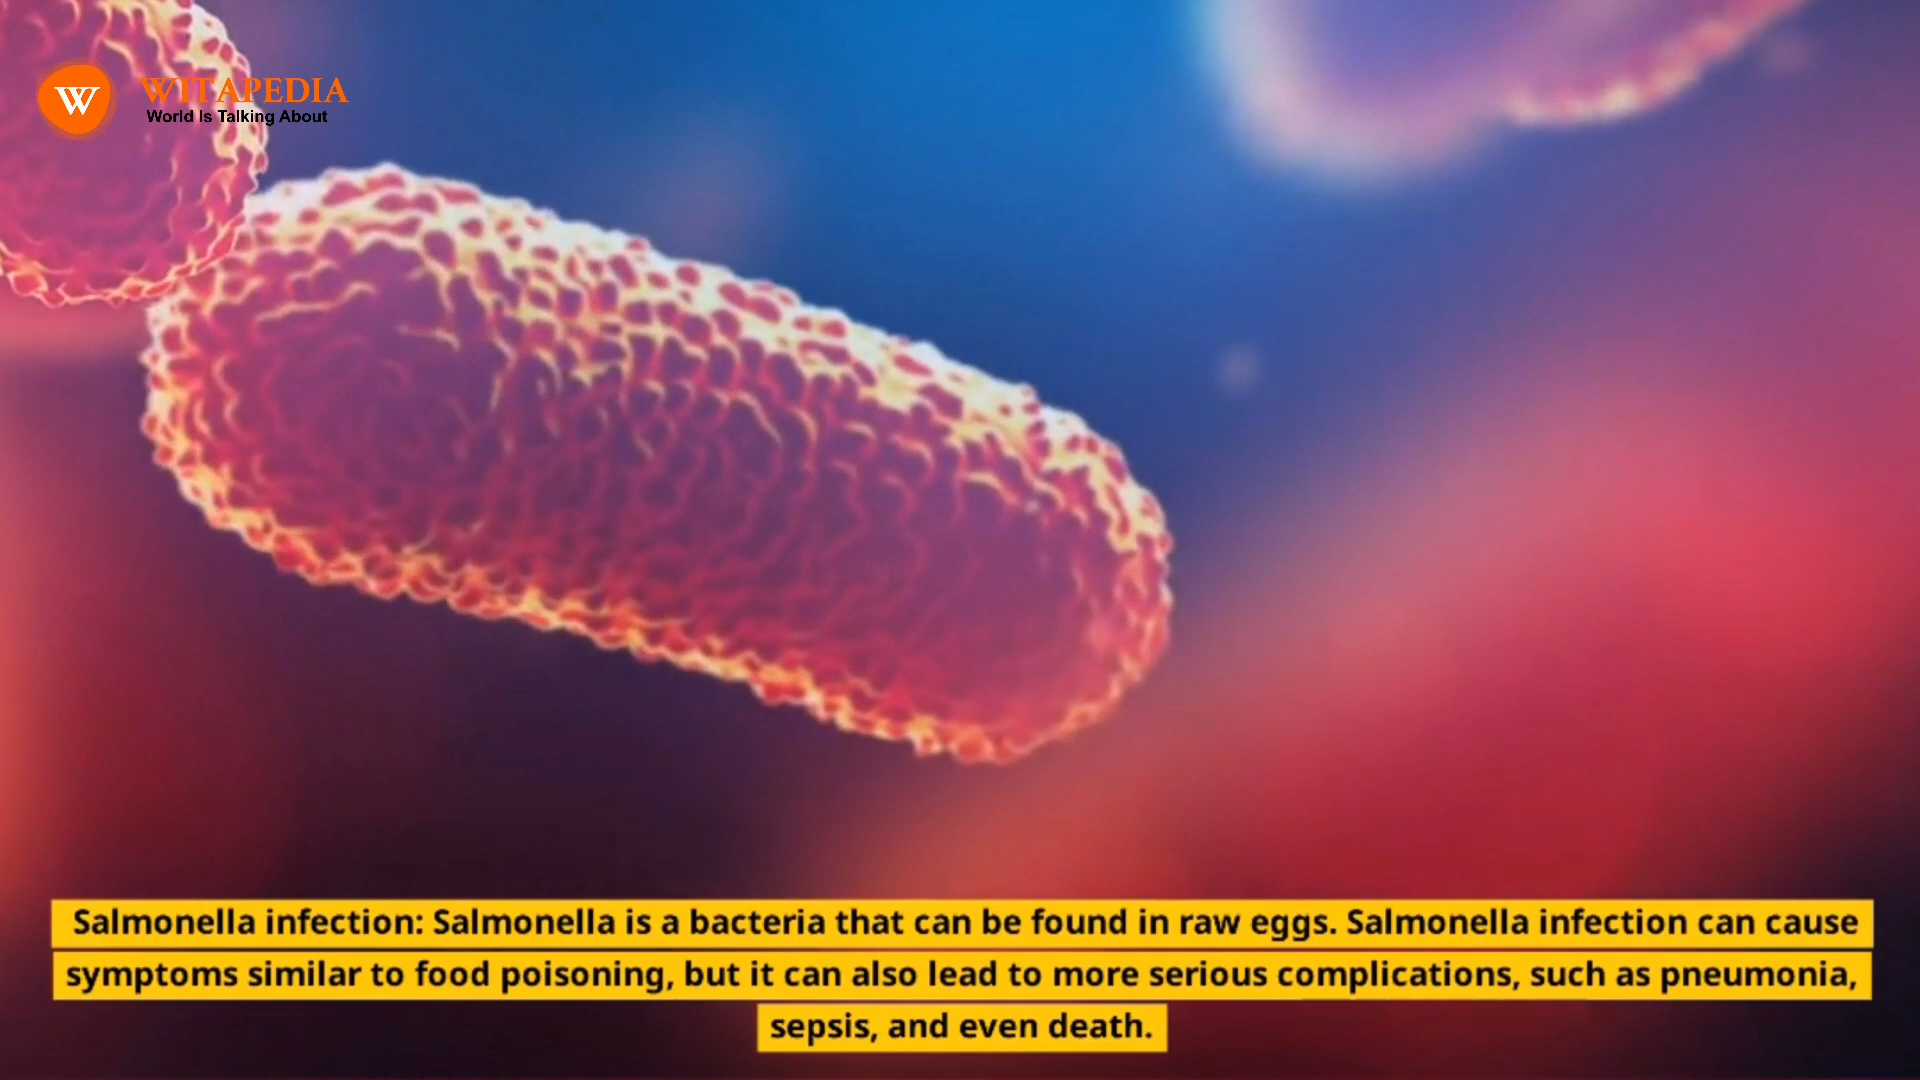 W
WITAPEDIA
World Is Talking About
Salmonella infection: Salmonella is a bacteria that can be found in raw eggs. Salmonella infection can cause
symptoms similar to food poisoning, but it can also lead to more serious complications, such as pneumonia,
sepsis, and even death.